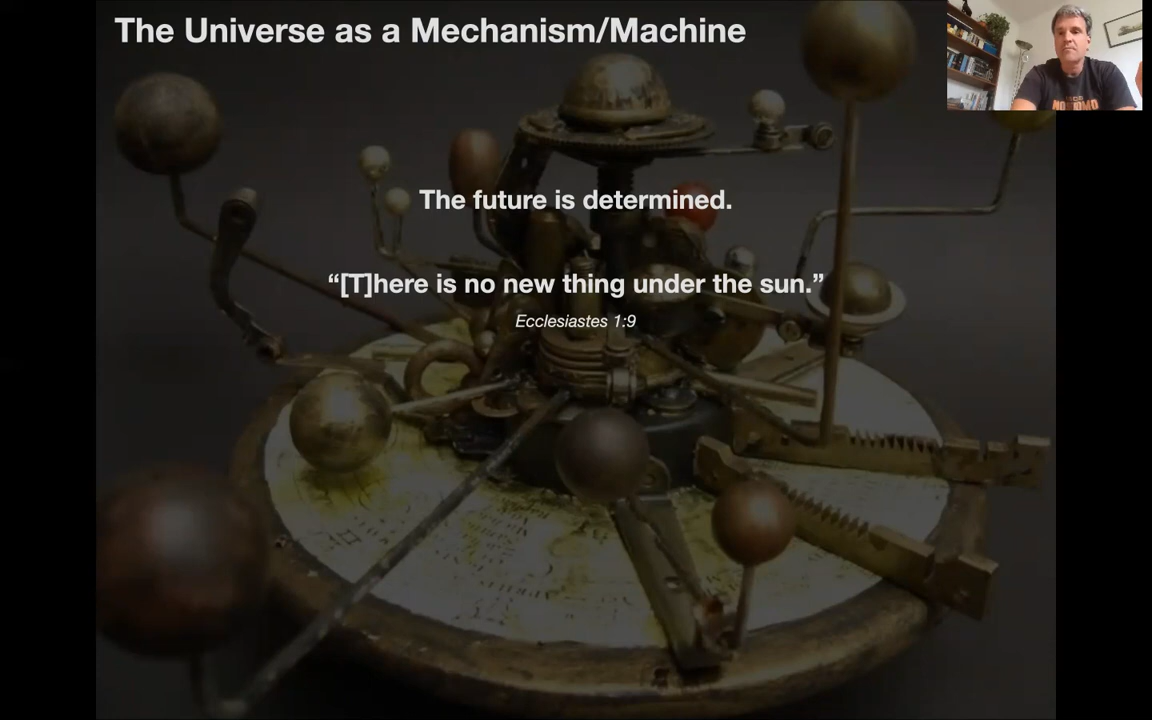 The Universe as a Mechanism/Machine
The future is determined.
“[T]here is no new thing under the sun.”
Ecclesiastes 1:9